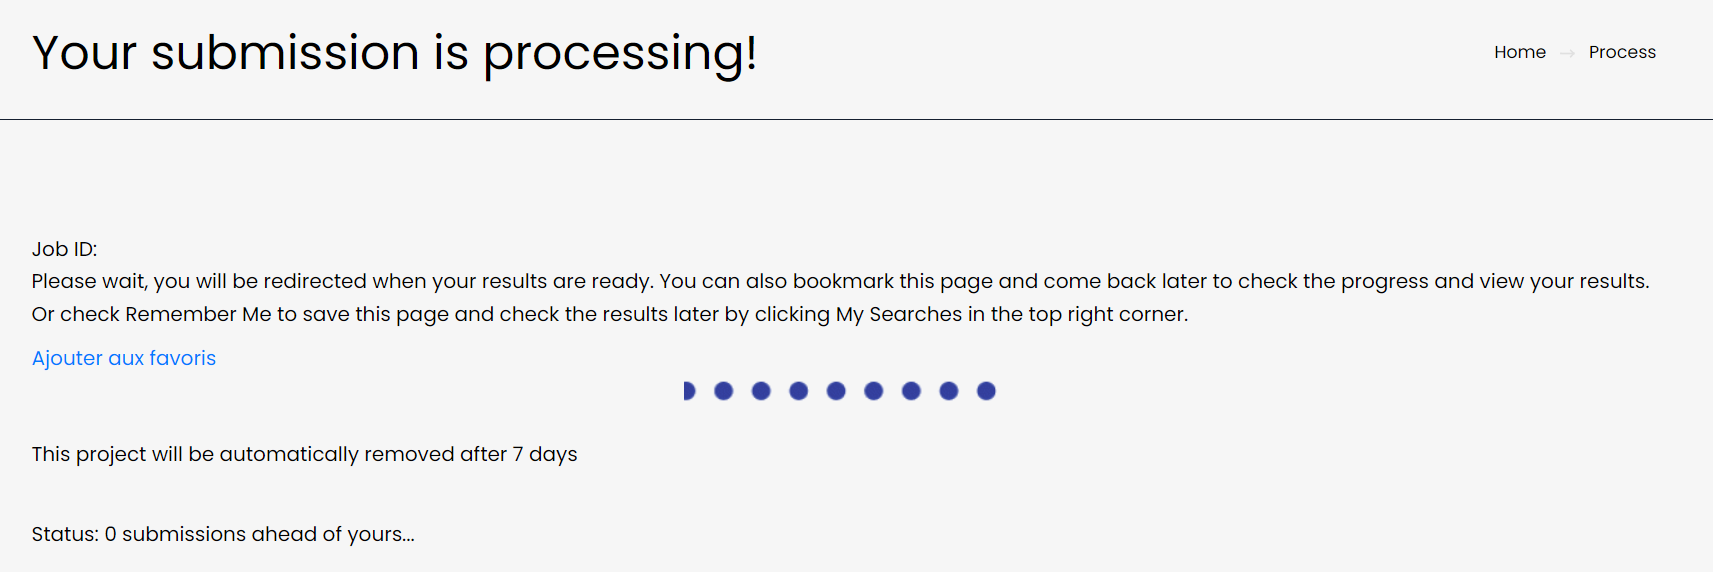 Your submission is processing!
Home → Process
Job ID:
Please wait, you will be redirected when your results are ready. You can also bookmark this page and come back later to check the progress and view your results.
Or check Remember Me to save this page and check the results later by clicking My Searches in the top right corner.
Ajouter aux favoris
This project will be automatically removed after 7 days
Status: 0 submissions ahead of yours...